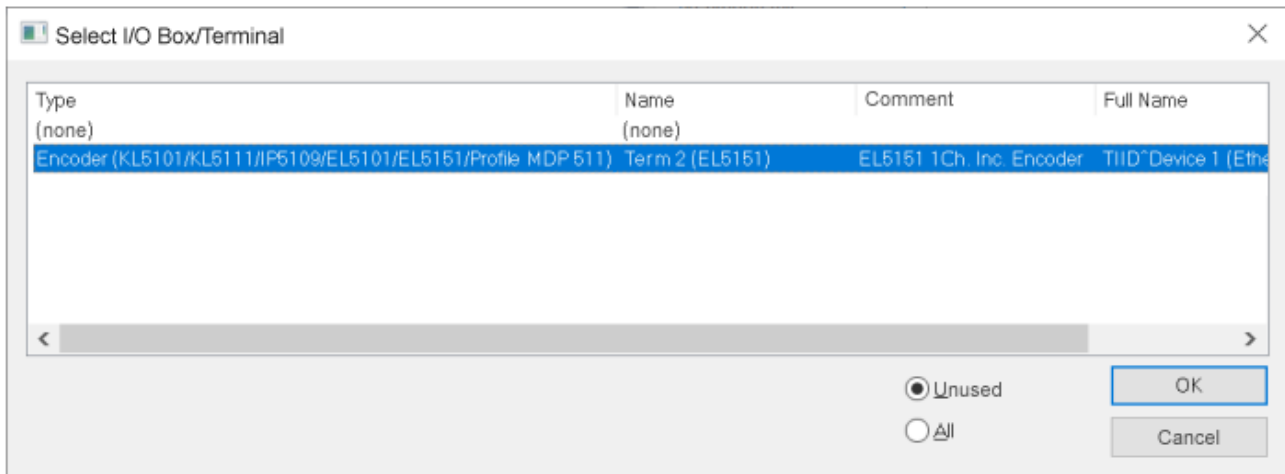 Select I/O Box/Terminal
Type Name Comment Full Name
(none) (none)
Encoder (KL5101/KL5111/IP5109/EL5101/EL5151/Profile MDP 511) Term 2 (EL5151) EL5151 1Ch. Inc. Encoder TIID^Device 1 (Ethe
Unused
OK
All
Cancel